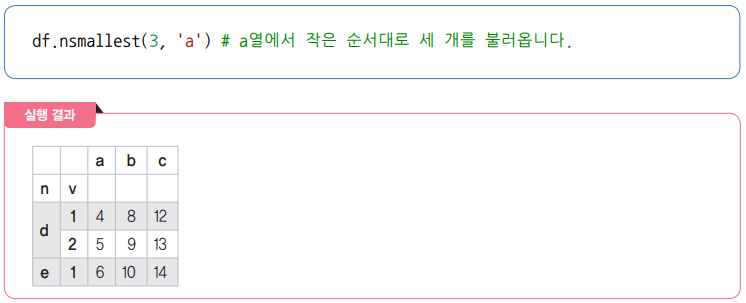 df.nsmallest(3, 'a') # a열에서 작은 순서대로 세 개를 불러옵니다.
실행 결과
a b c
n v
d 1 4 8 12
2 5 9 13
e 1 6 10 14